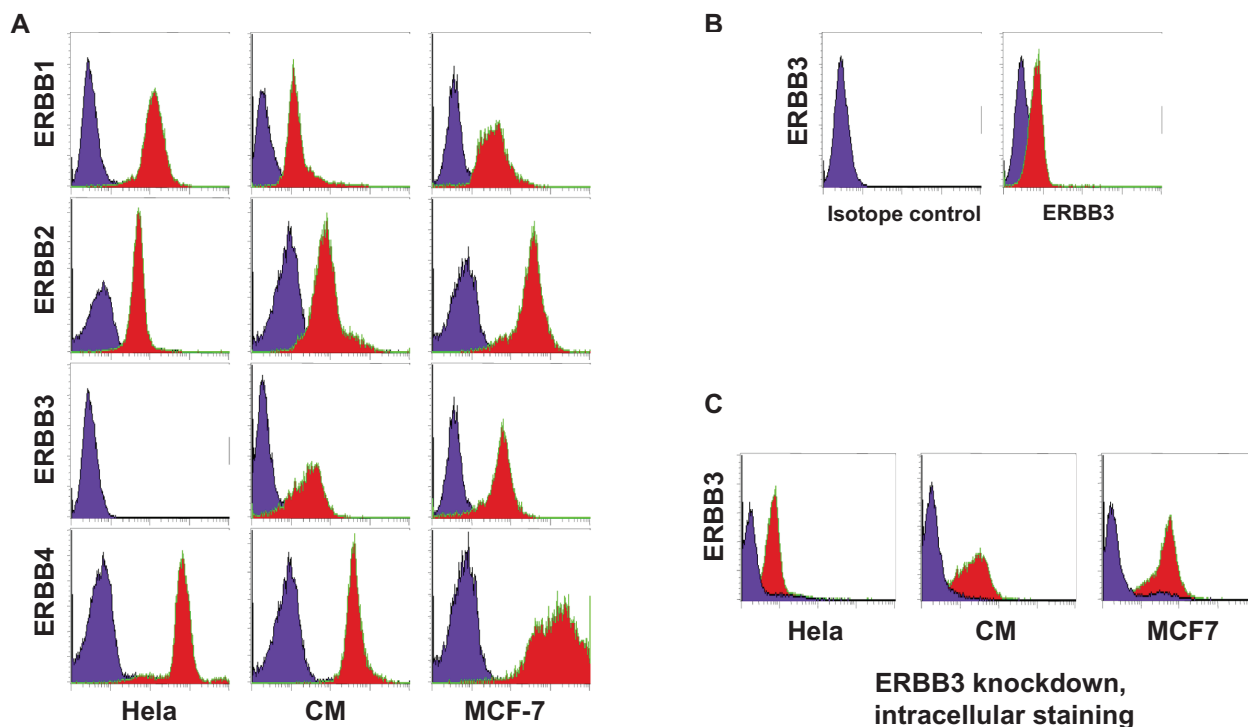 A
ERBB1
ERBB2
ERBB3
ERBB4
Hela
CM
MCF-7
B
ERBB3
Isotope control
ERBB3
C
ERBB3
Hela
CM
MCF7
ERBB3 knockdown,
intracellular staining